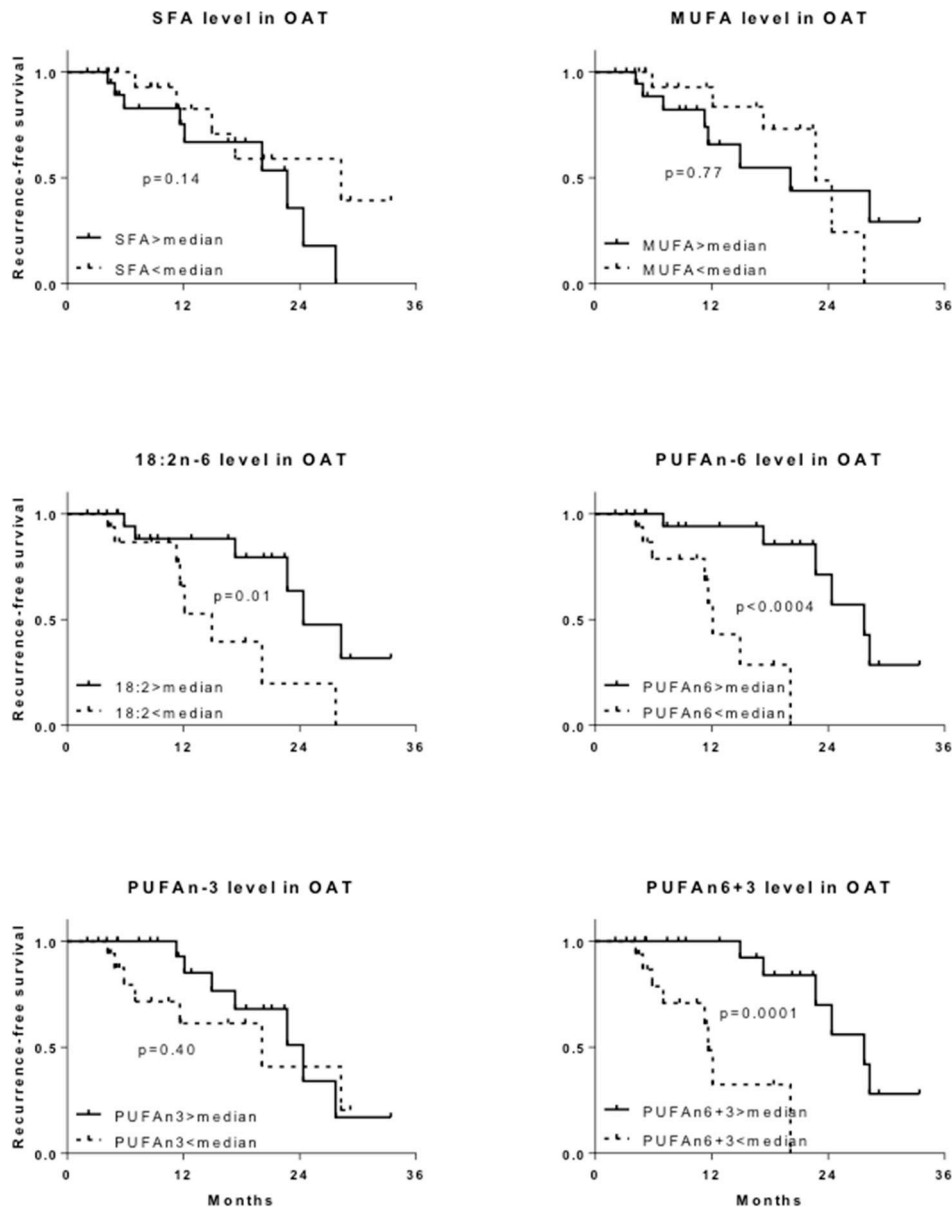 SFA level in OAT
Recurrence-free survival
1.0
0.5
0.0
p=0.14
SFA>median
SFA<median
0 12 24 36
MUFA level in OAT
1.0
0.5
0.0
p=0.77
MUFA>median
MUFA<median
0 12 24 36
18:2n-6 level in OAT
Recurrence-free survival
1.0
0.5
0.0
p=0.01
18:2>median
18:2<median
0 12 24 36
PUFAn-6 level in OAT
1.0
0.5
0.0
p<0.0004
PUFAn6>median
PUFAn6<median
0 12 24 36
PUFAn-3 level in OAT
Recurrence-free survival
1.0
0.5
0.0
p=0.40
PUFAn3>median
PUFAn3<median
0 12 24 36
Months
PUFAn6+3 level in OAT
1.0
0.5
0.0
p=0.0001
PUFAn6+3>median
PUFAn6+3<median
0 12 24 36
Months